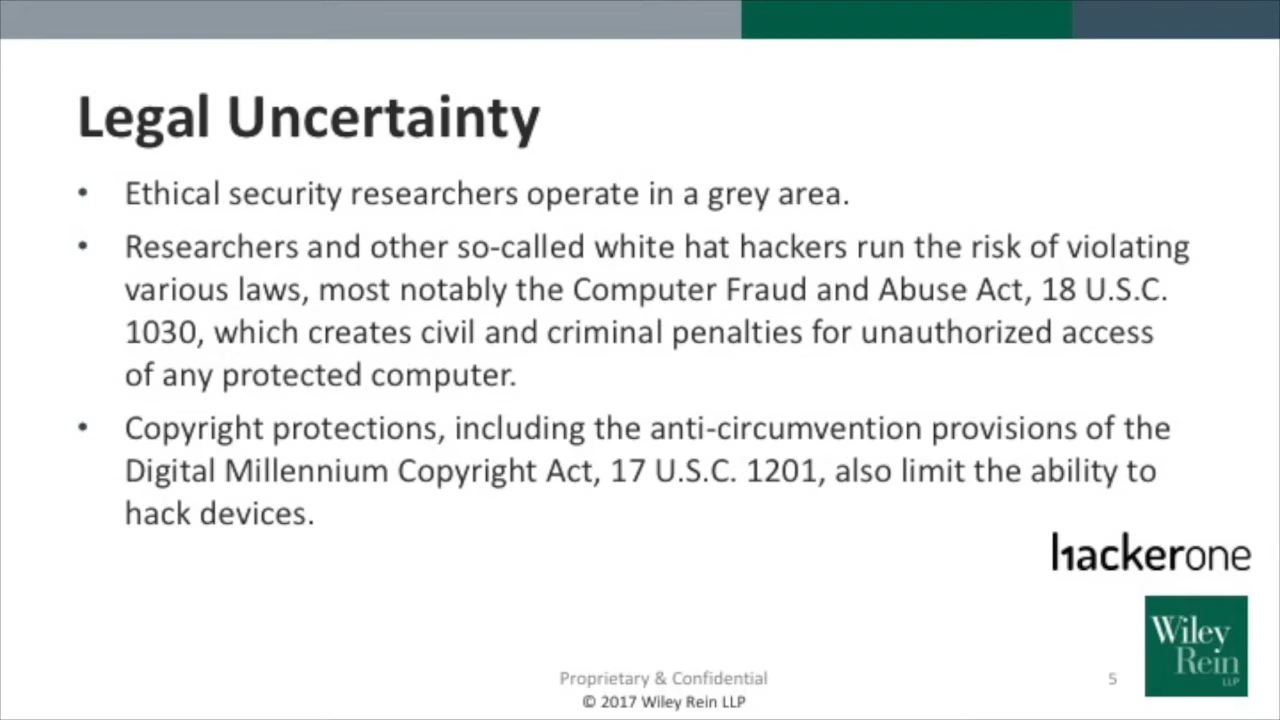 Legal Uncertainty
• Ethical security researchers operate in a grey area.
• Researchers and other so-called white hat hackers run the risk of violating
various laws, most notably the Computer Fraud and Abuse Act, 18 U.S.C.
1030, which creates civil and criminal penalties for unauthorized access
of any protected computer.
• Copyright protections, including the anti-circumvention provisions of the
Digital Millennium Copyright Act, 17 U.S.C. 1201, also limit the ability to
hack devices.
hackerone
Wiley
Rein
LLP
Proprietary & Confidential
5
© 2017 Wiley Rein LLP